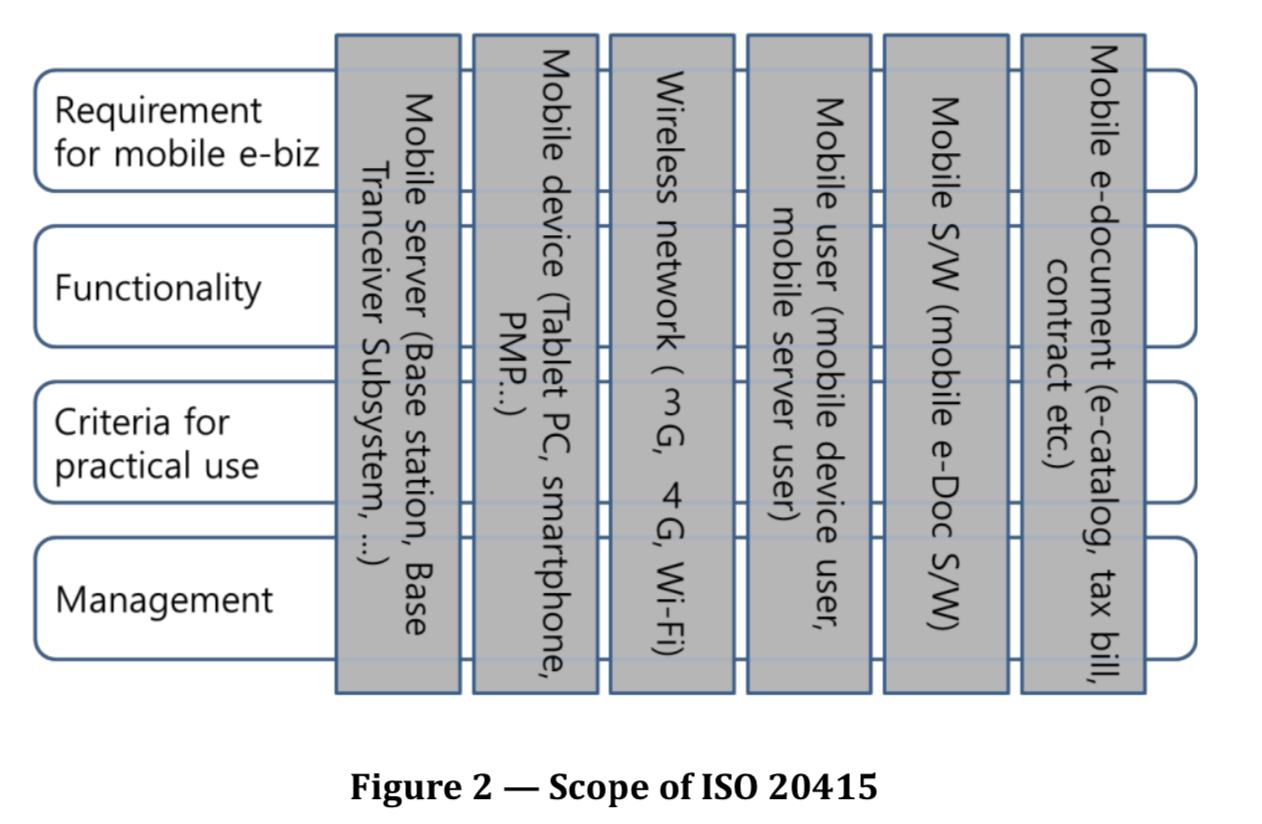 Requirement
for mobile e-biz
Functionality
Criteria for
practical use
Management
Mobile server (Base station, Base
Tranceiver Subsystem, ...)
Mobile device (Tablet PC, smartphone,
PMP...)
Wireless network ( 3G, 4G, Wi-Fi)
Mobile user (mobile device user,
mobile server user)
Mobile S/W (mobile e-Doc S/W)
Mobile e-document (e-catalog, tax bill,
contract etc.)
Figure 2 — Scope of ISO 20415